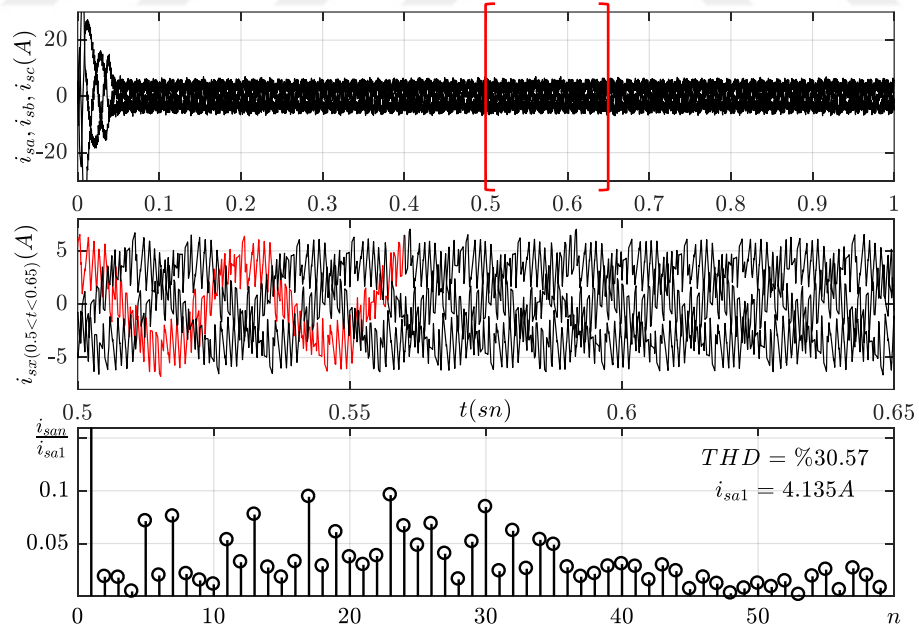 i_{sa}, i_{sb}, i_{sc}(A)
20
0
-20
0 0.1 0.2 0.3 0.4 0.5 0.6 0.7 0.8 0.9 1
i_{sx(0.5<t<0.65)}(A)
5
0
-5
0.5 0.55 t(sn) 0.6 0.65
i_{san}
i_{sa1}
THD = %30.57
i_{sa1} = 4.135A
0.1
0.05
0 10 20 30 40 50 n